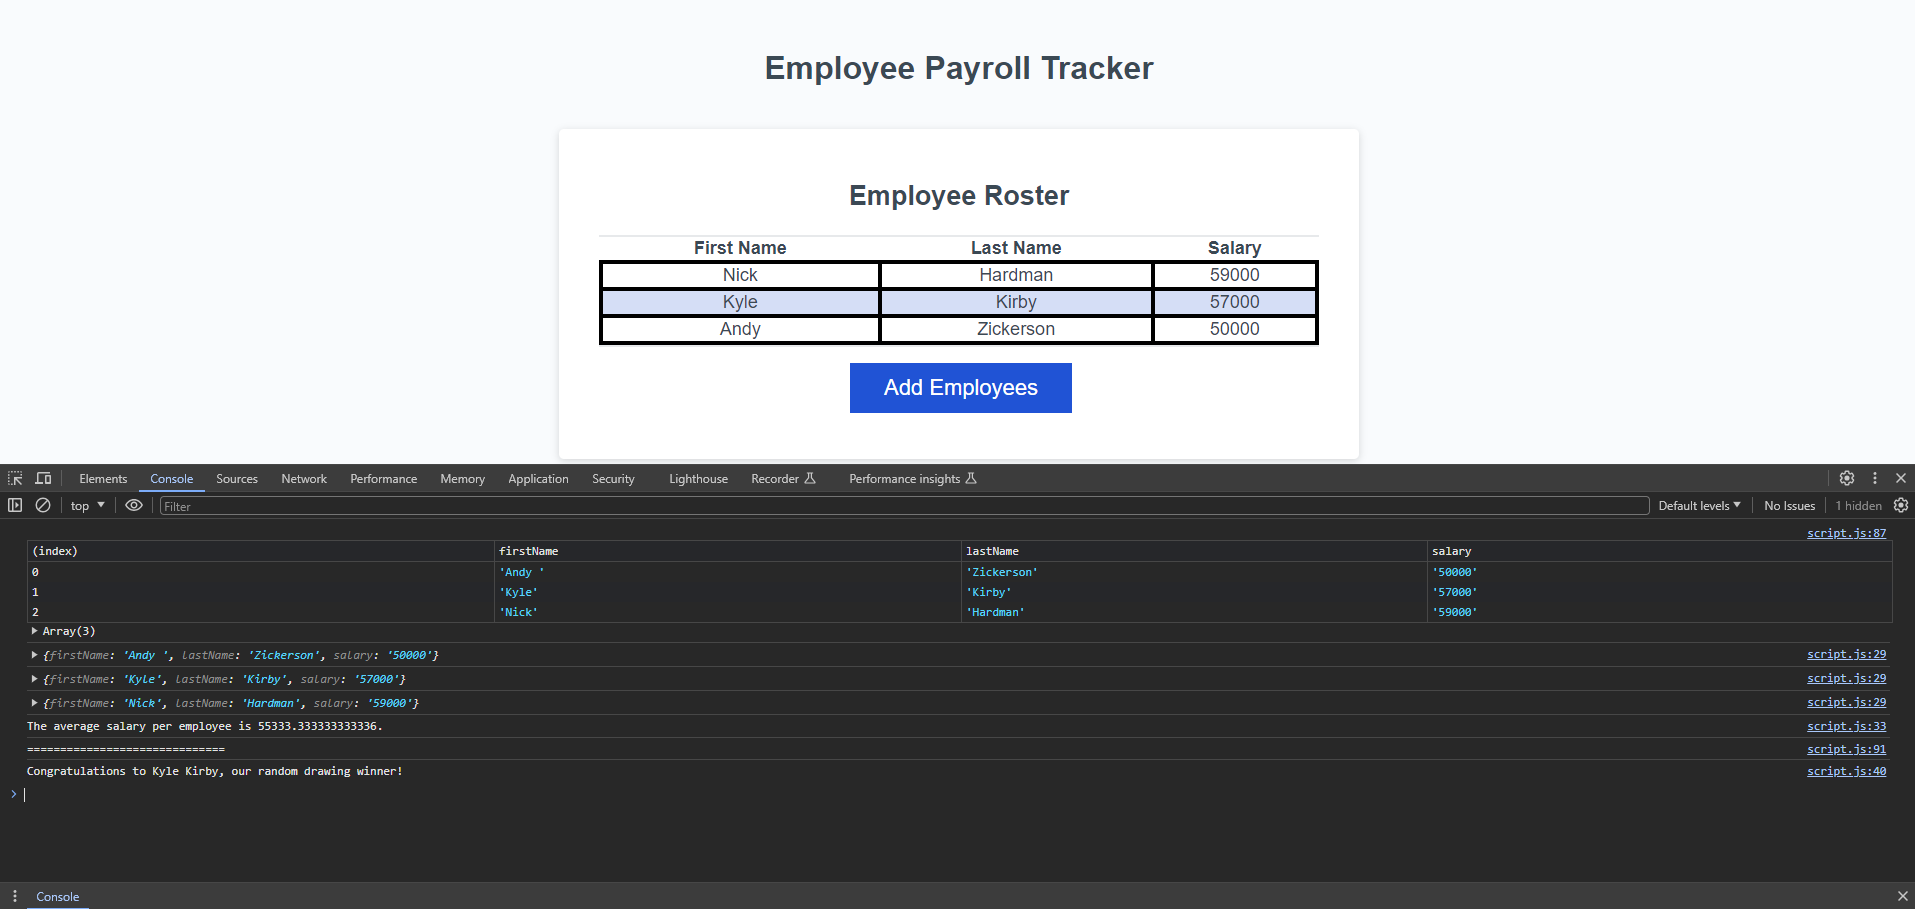 Employee Payroll Tracker
Employee Roster
First Name Last Name Salary
Nick Hardman 59000
Kyle Kirby 57000
Andy Zickerson 50000
Add Employees
Elements Console Sources Network Performance Memory Application Security Lighthouse Recorder Performance insights
top Filter Default levels No Issues 1 hidden
script.js:87
(index) firstName lastName salary
0 'Andy ' 'Zickerson' '50000'
1 'Kyle' 'Kirby' '57000'
2 'Nick' 'Hardman' '59000'
Array(3)
{firstName: 'Andy ', lastName: 'Zickerson', salary: '50000'} script.js:29
{firstName: 'Kyle', lastName: 'Kirby', salary: '57000'} script.js:29
{firstName: 'Nick', lastName: 'Hardman', salary: '59000'} script.js:29
The average salary per employee is 55333.333333333336. script.js:33
============================== script.js:91
Congratulations to Kyle Kirby, our random drawing winner! script.js:40
>
Console